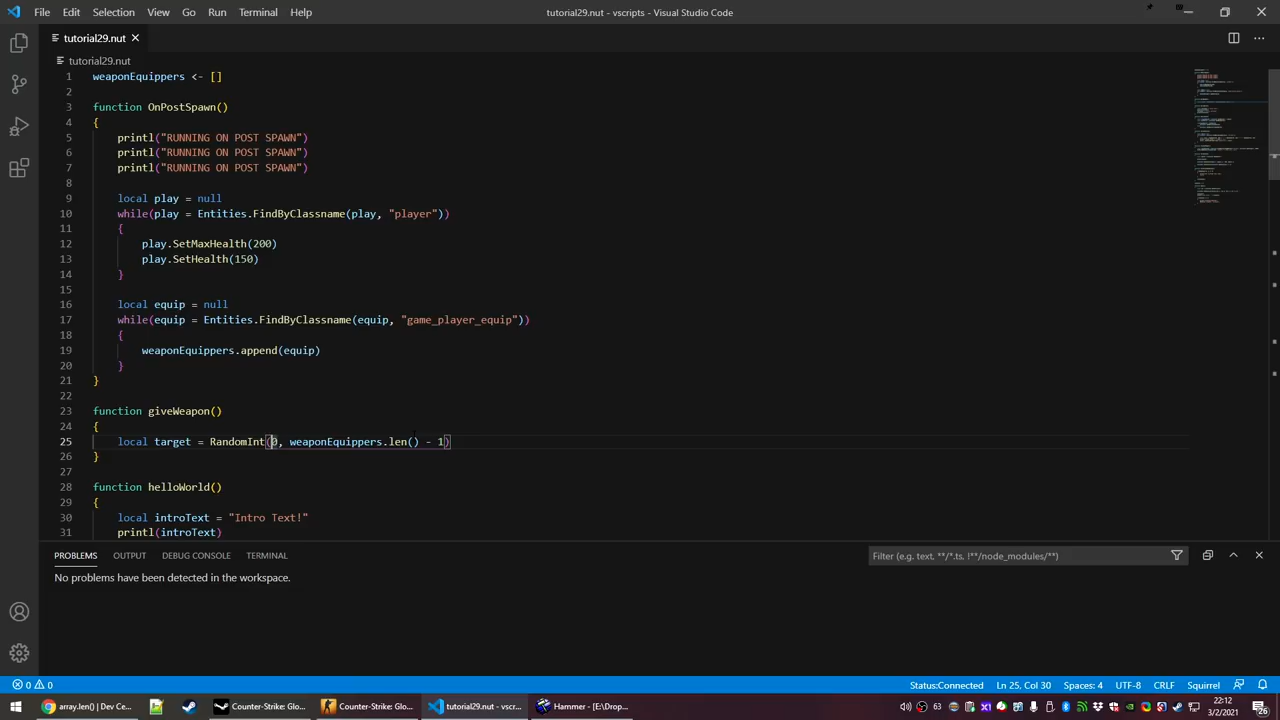 File Edit Selection View Go Run Terminal Help
tutorial29.nut - vscripts - Visual Studio Code
tutorial29.nut
tutorial29.nut
1 weaponEquippers <- []
2
3 function OnPostSpawn()
4 {
5 printl("RUNNING ON POST SPAWN")
6 printl("RUNNING ON POST SPAWN")
7 printl("RUNNING ON POST SPAWN")
8
9 local play = null
10 while(play = Entities.FindByClassname(play, "player"))
11 {
12 play.SetMaxHealth(200)
13 play.SetHealth(150)
14 }
15
16 local equip = null
17 while(equip = Entities.FindByClassname(equip, "game_player_equip"))
18 {
19 weaponEquippers.append(equip)
20 }
21 }
22
23 function giveWeapon()
24 {
25 local target = RandomInt(0, weaponEquippers.len() - 1)
26 }
27
28 function helloWorld()
29 {
30 local introText = "Intro Text!"
31 printl(introText)
PROBLEMS OUTPUT DEBUG CONSOLE TERMINAL
Filter (e.g. text, **/*.ts, !**/node_modules/**)
No problems have been detected in the workspace.
0 0
Status:Connected Ln 25, Col 30 Spaces: 4 UTF-8 CRLF Squirrel
array.len() | Dev Ce...
Counter-Strike: Glo...
Counter-Strike: Glo...
tutorial29.nut - vscr...
Hammer - [E:\Drop...
22:12
3/2/2021